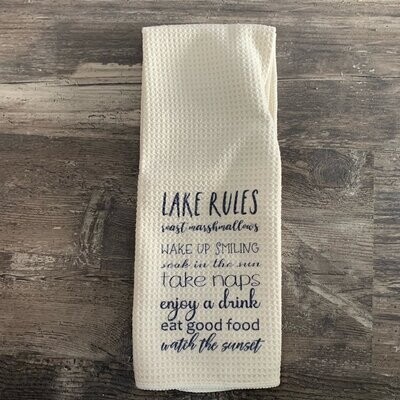 LAKE RULES
roast marshmallows
WAKE UP SMILING
soak in the sun
take naps
enjoy a drink
eat good food
watch the sunset